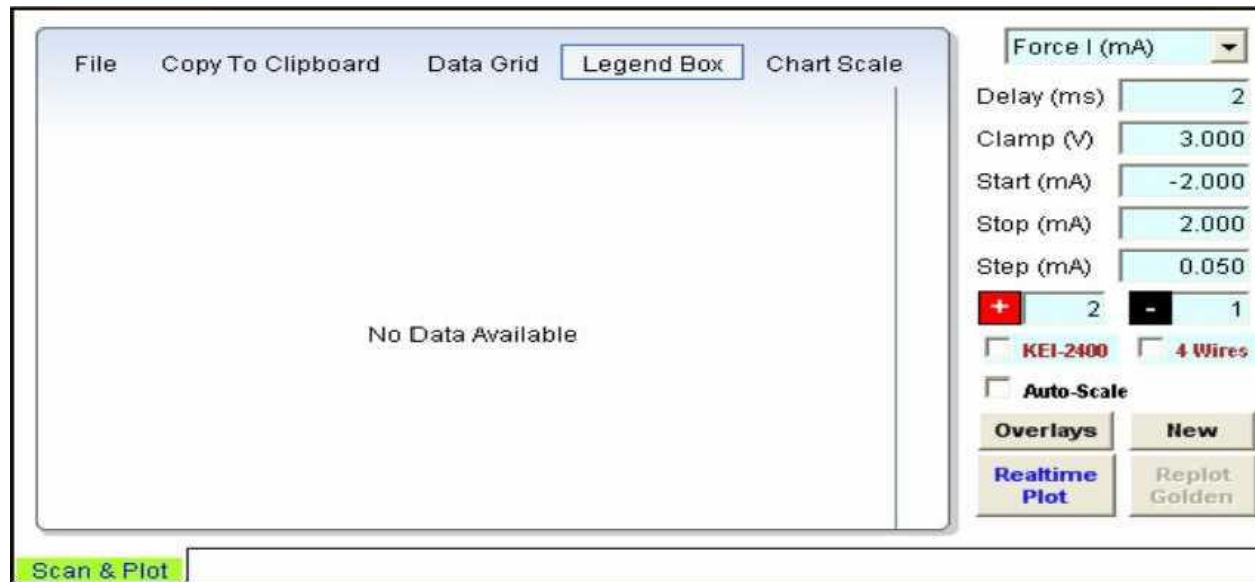 File Copy To Clipboard Data Grid Legend Box Chart Scale
No Data Available
Force I (mA)
Delay (ms) 2
Clamp (V) 3.000
Start (mA) -2.000
Stop (mA) 2.000
Step (mA) 0.050
+ 2 - 1
KEI-2400 4 Wires
Auto-Scale
Overlays New
Realtime
Plot
Replot
Golden
Scan & Plot